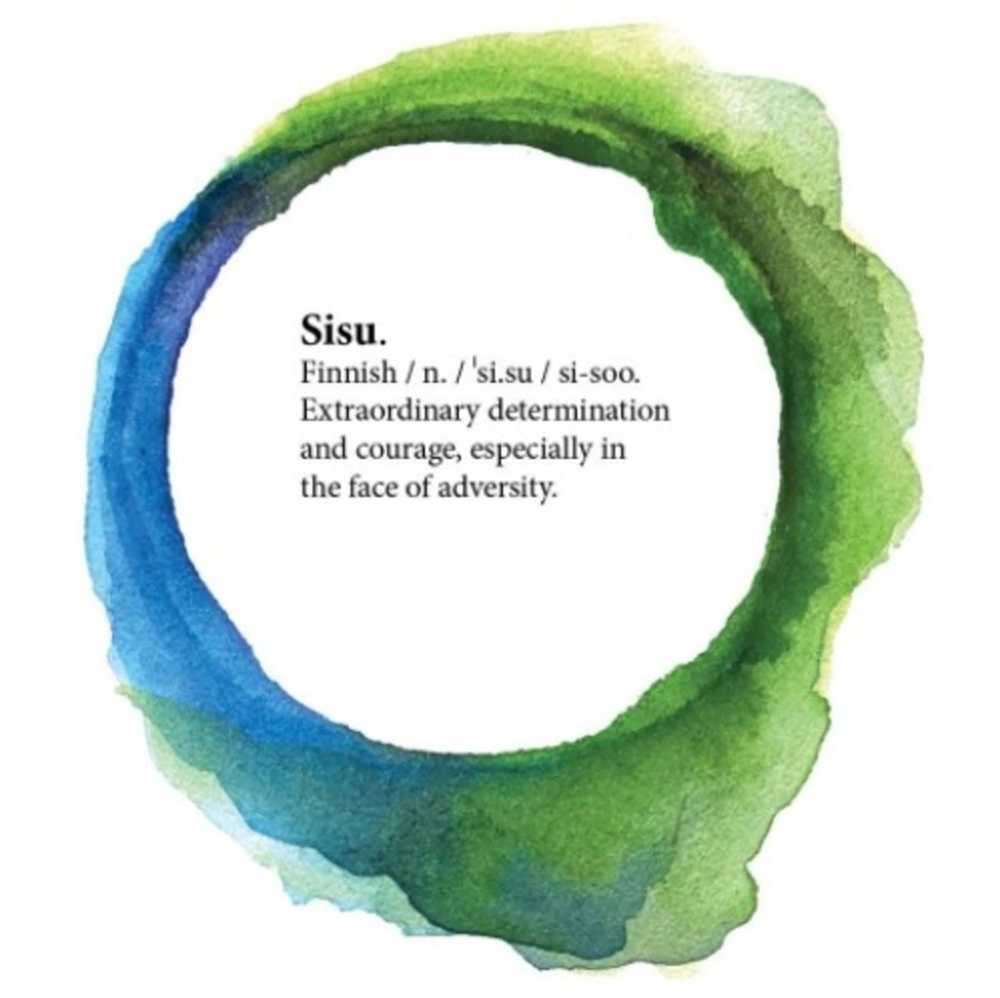 Sisu.
Finnish / n. / ˈsi.su / si-soo.
Extraordinary determination
and courage, especially in
the face of adversity.